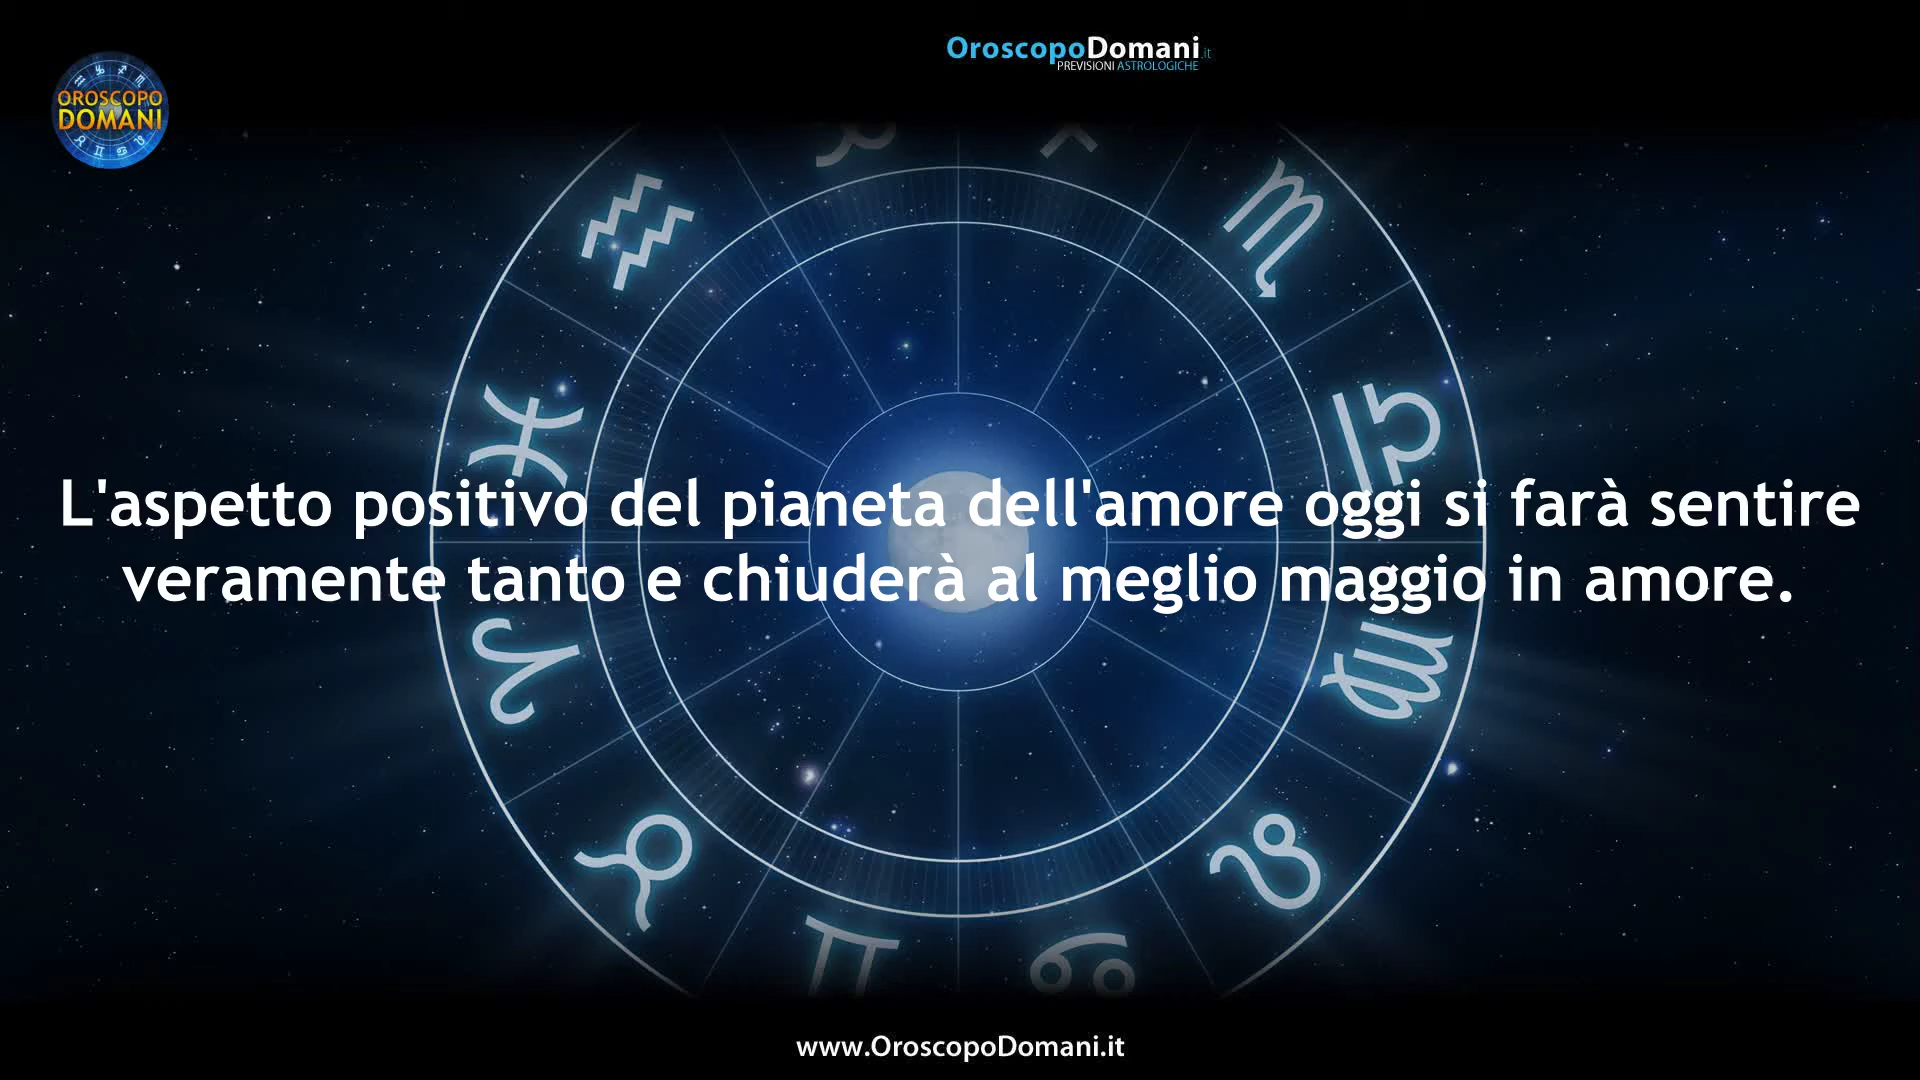 OroscopoDomani.it
PREVISIONI ASTROLOGICHE
OROSCOPO
DOMANI
L'aspetto positivo del pianeta dell'amore oggi si farà sentire
veramente tanto e chiuderà al meglio maggio in amore.
www.OroscopoDomani.it